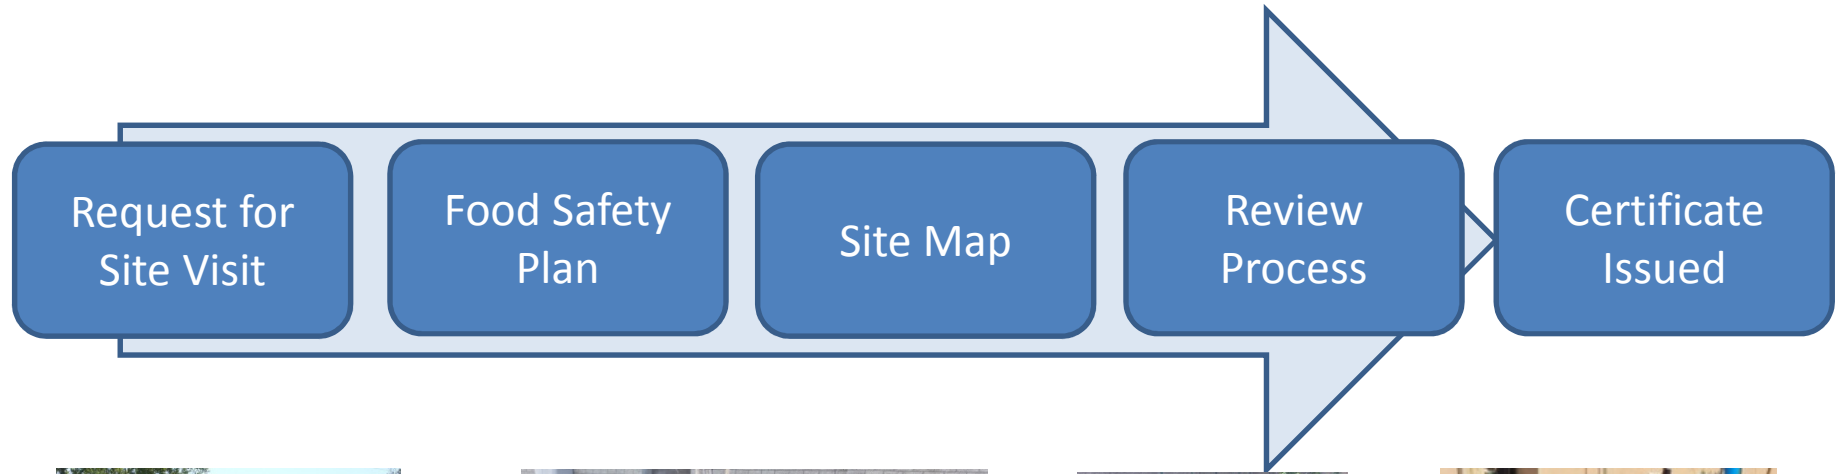 Request for
Site Visit
Food Safety
Plan
Site Map
Review
Process
Certificate
Issued